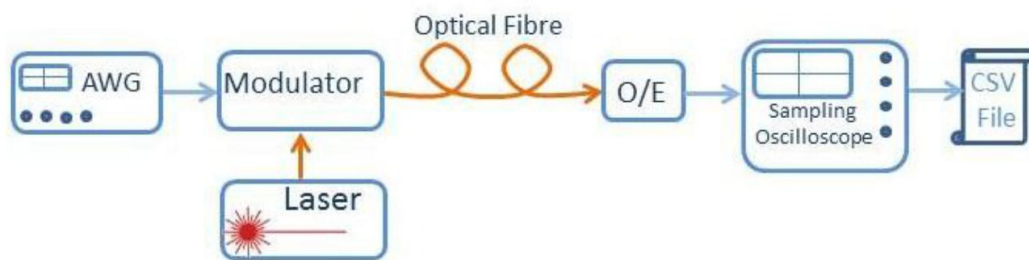 Optical Fibre
AWG
Modulator
O/E
Sampling
Oscilloscope
CSV
File
Laser